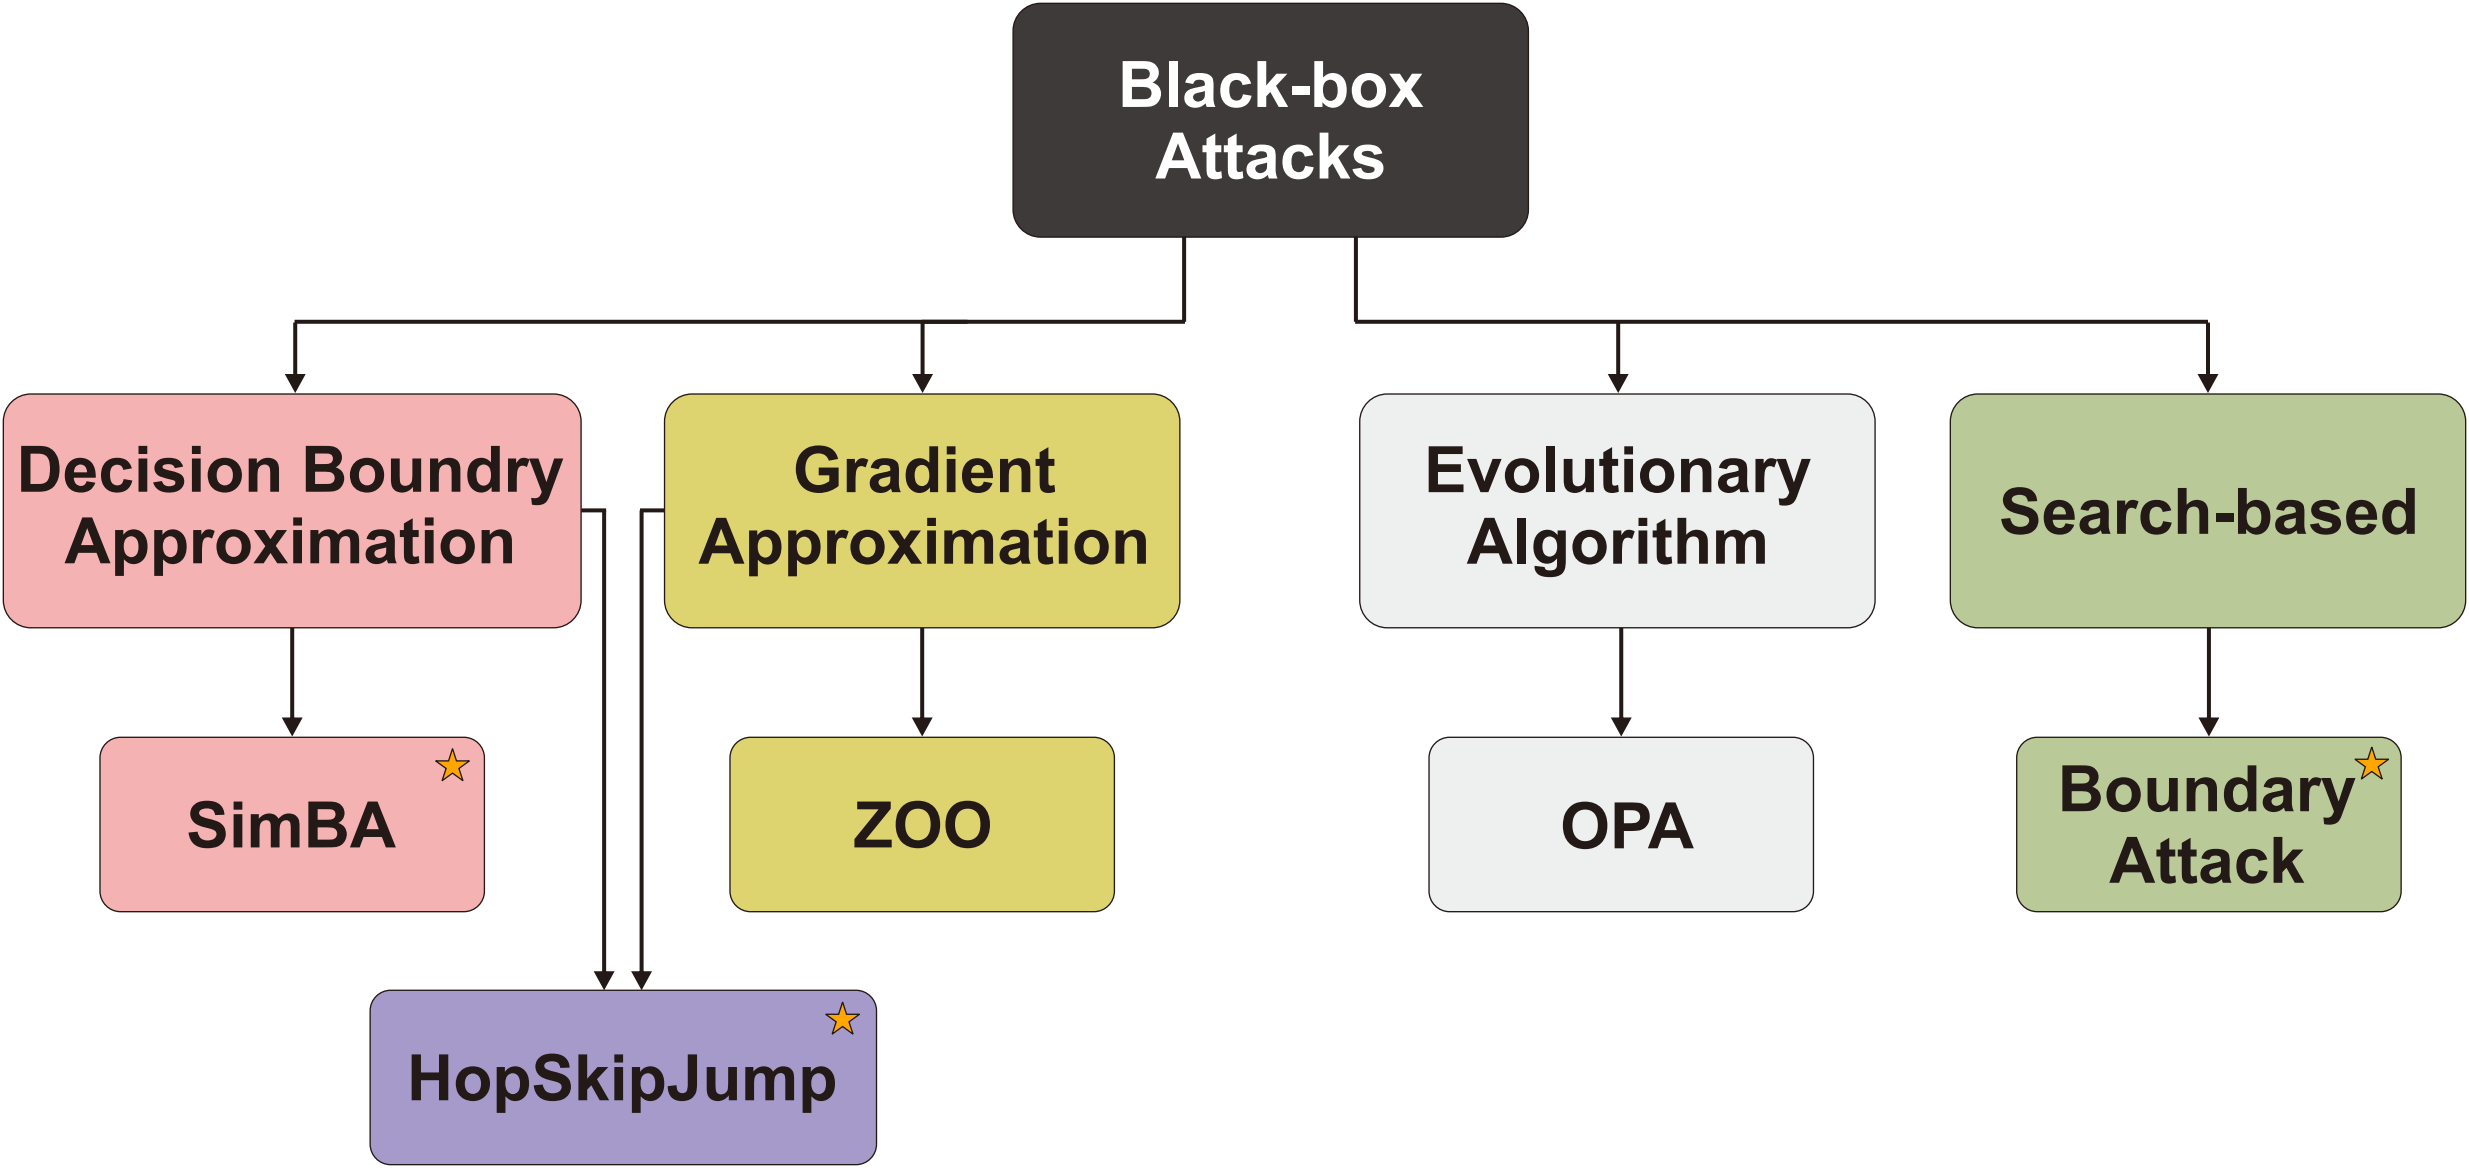 Black-box
Attacks
Decision Boundry
Approximation
Gradient
Approximation
Evolutionary
Algorithm
Search-based
SimBA
ZOO
OPA
Boundary
Attack
HopSkipJump